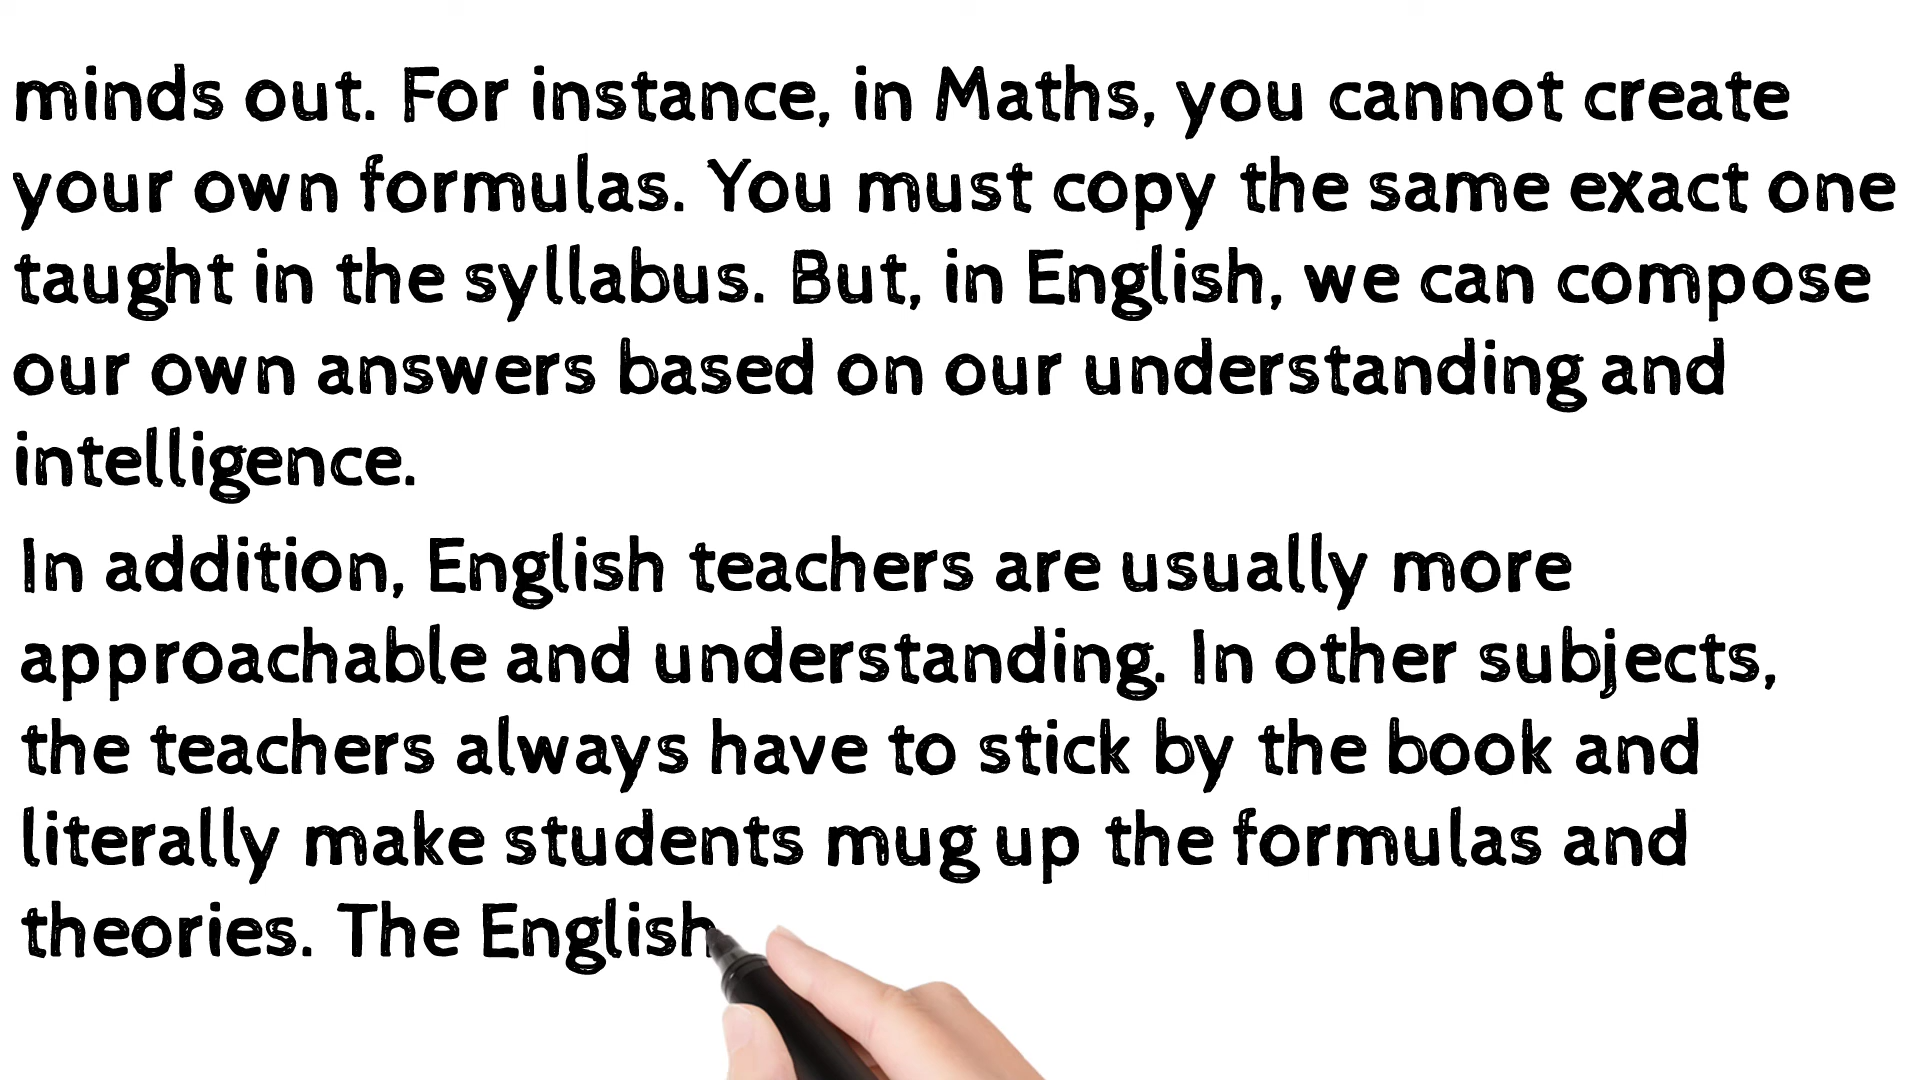 minds out. For instance, in Maths, you cannot create
your own formulas. You must copy the same exact one
taught in the syllabus. But, in English, we can compose
our own answers based on our understanding and
intelligence.
In addition, English teachers are usually more
approachable and understanding. In other subjects,
the teachers always have to stick by the book and
literally make students mug up the formulas and
theories. The English